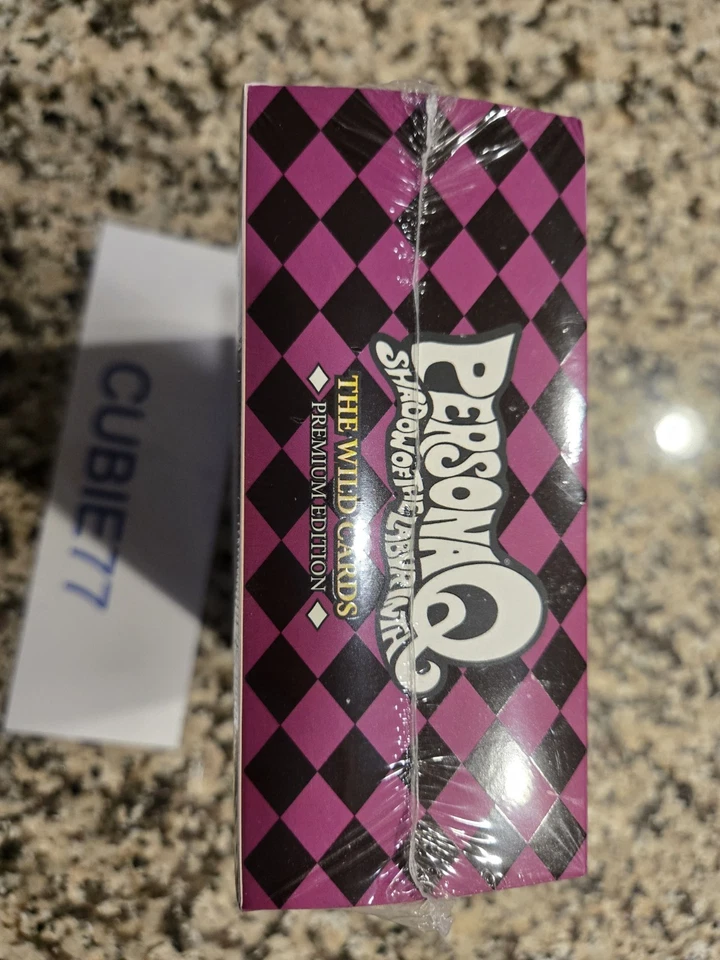 PERSONA Q
SHADOW OF THE LABYRINTH
THE WILD CARDS
PREMIUM EDITION
CUBIE77